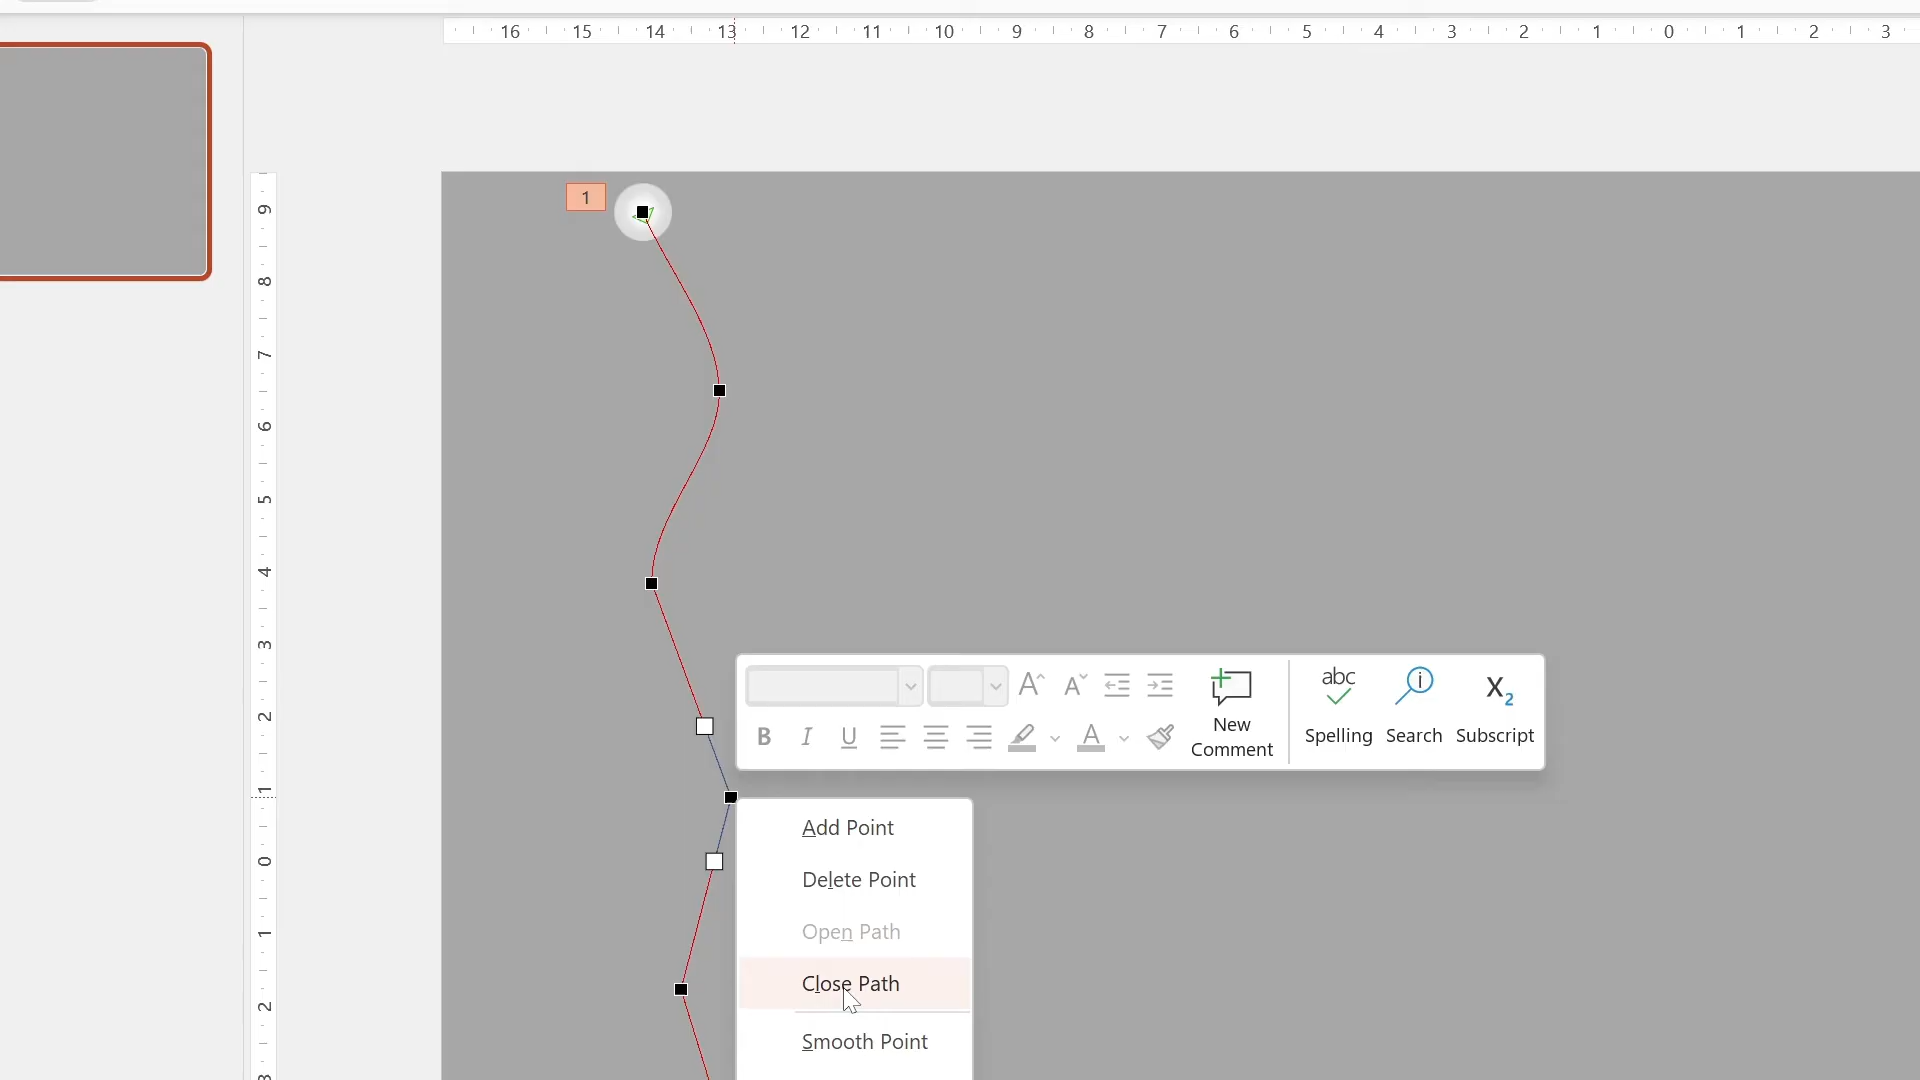 16 15 14 13 12 11 10 9 8 7 6 5 4 3 2 1 0 1 2 3
1
9
8
7
6
5
4
3
2
1
0
1
2
3
abc
B I U A
New
Comment
Spelling
Search
X2
Subscript
Add Point
Delete Point
Open Path
Close Path
Smooth Point